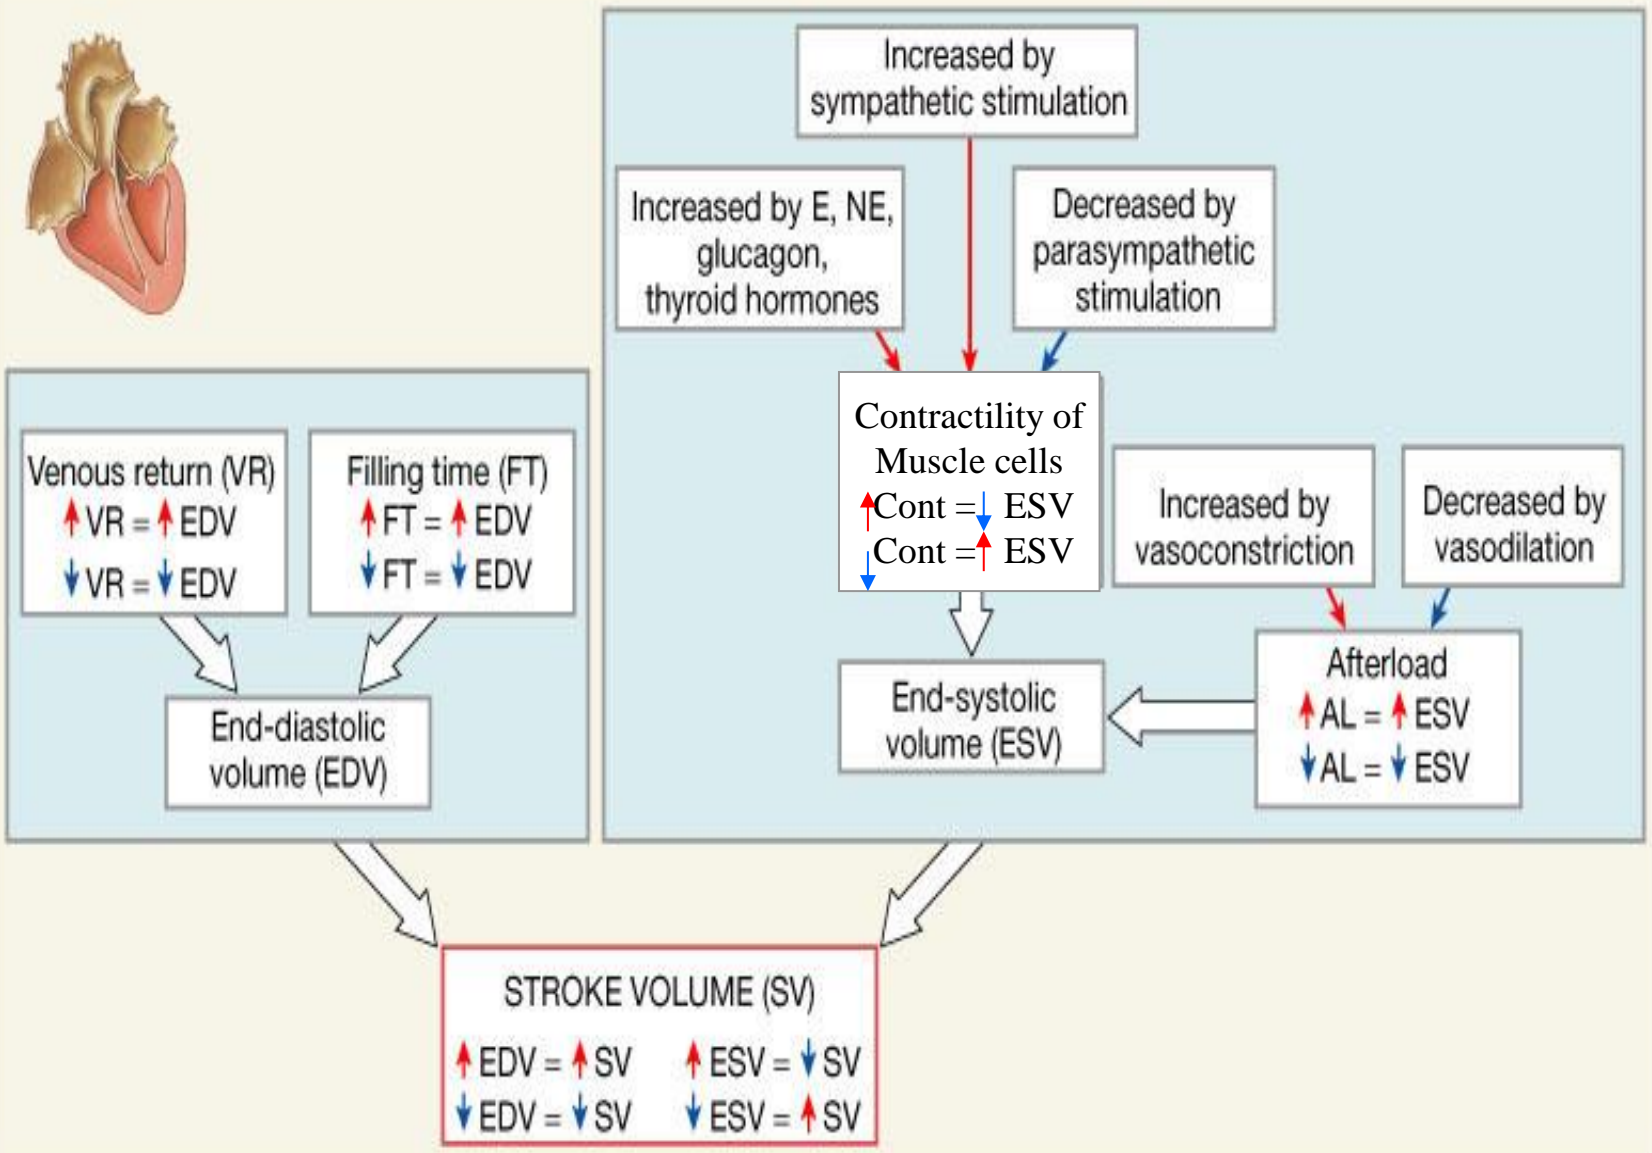 Increased by
sympathetic stimulation
Increased by E, NE,
glucagon,
thyroid hormones
Decreased by
parasympathetic
stimulation
Contractility of
Muscle cells
↑Cont =↓ ESV
↓Cont =↑ ESV
Venous return (VR)
↑ VR = ↑ EDV
↓ VR = ↓ EDV
Filling time (FT)
↑ FT = ↑ EDV
↓ FT = ↓ EDV
Increased by
vasoconstriction
Decreased by
vasodilation
End-diastolic
volume (EDV)
End-systolic
volume (ESV)
Afterload
↑ AL = ↑ ESV
↓ AL = ↓ ESV
STROKE VOLUME (SV)
↑ EDV = ↑ SV ↑ ESV = ↓ SV
↓ EDV = ↓ SV ↓ ESV = ↑ SV